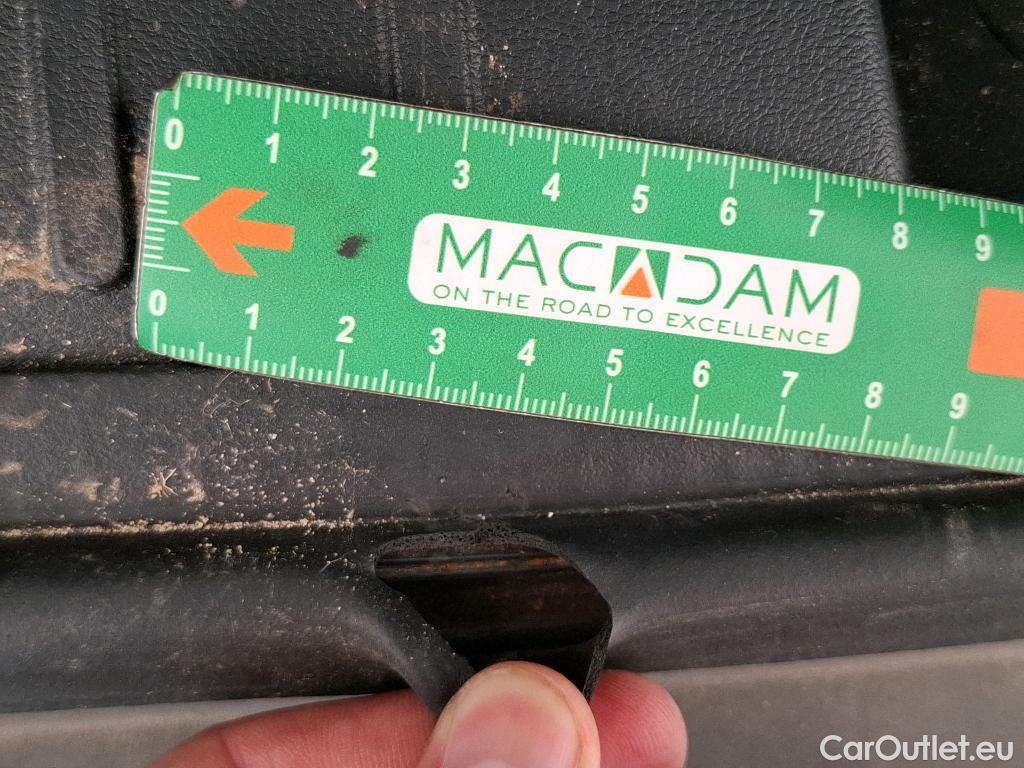 0 1 2 3 4 5 6 7 8 9
MACADAM
ON THE ROAD TO EXCELLENCE
0 1 2 3 4 5 6 7 8 9
CarOutlet.eu